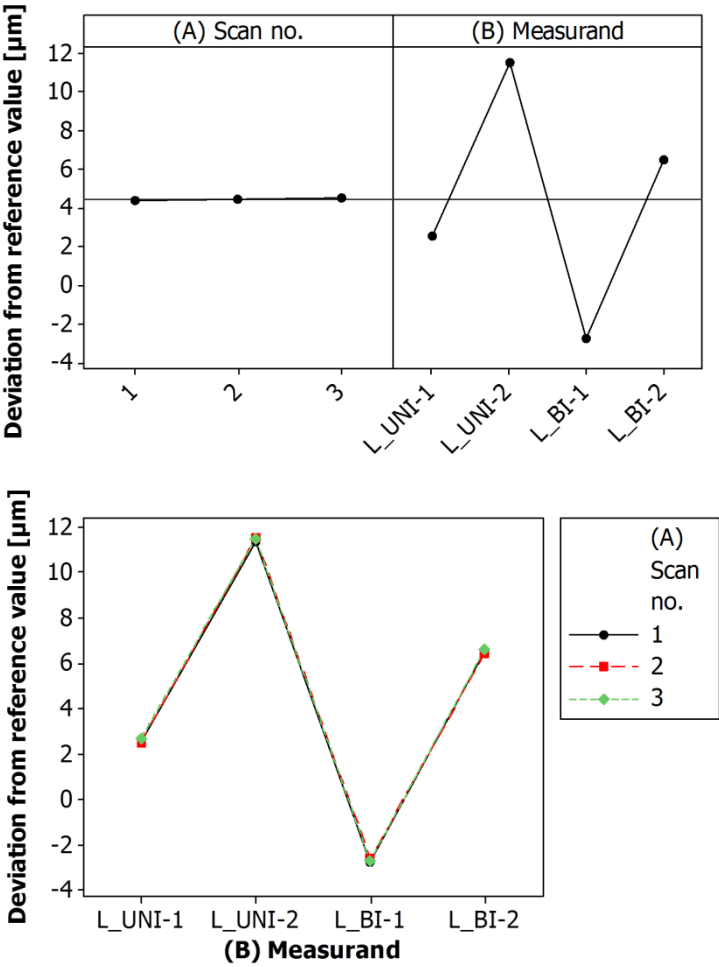 Deviation from reference value [µm]
(A) Scan no.
(B) Measurand
12
10
8
6
4
2
0
-2
-4
1
2
3
L_UNI-1
L_UNI-2
L_BI-1
L_BI-2
Deviation from reference value [µm]
12
10
8
6
4
2
0
-2
-4
L_UNI-1
L_UNI-2
L_BI-1
L_BI-2
(B) Measurand
(A)
Scan
no.
1
2
3